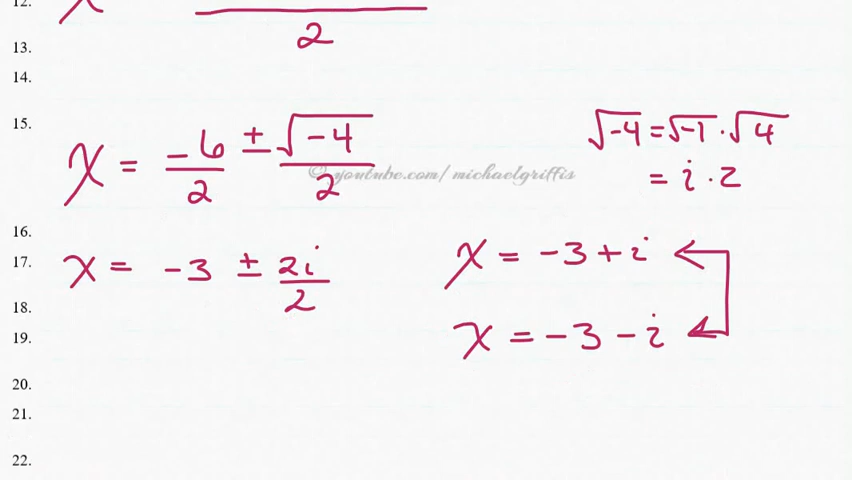 12. x
2
13.
14.
15. x = -6/2 ± √-4/2
√-4 = √-1 · √4
= i · 2
© youtube.com/michaelgriffis
16.
17. x = -3 ± 2i/2
x = -3 + i
18.
19. x = -3 - i
20.
21.
22.